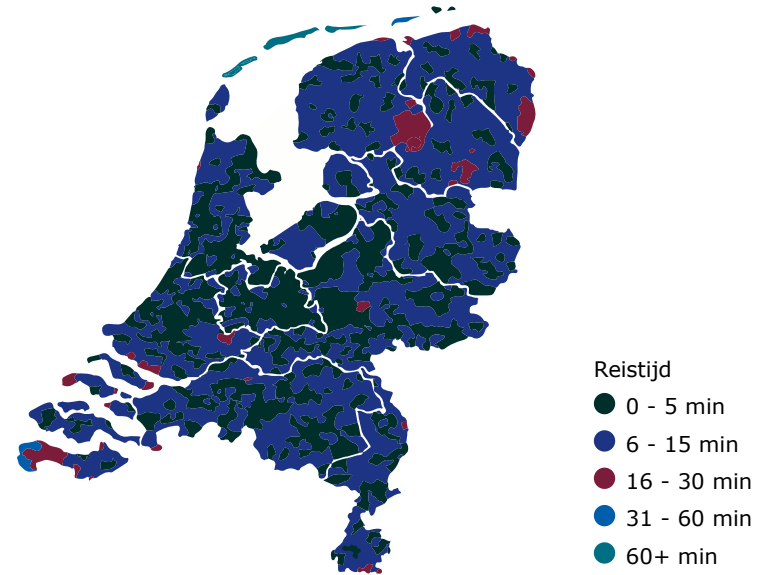 Reistijd
0 - 5 min
6 - 15 min
16 - 30 min
31 - 60 min
60+ min